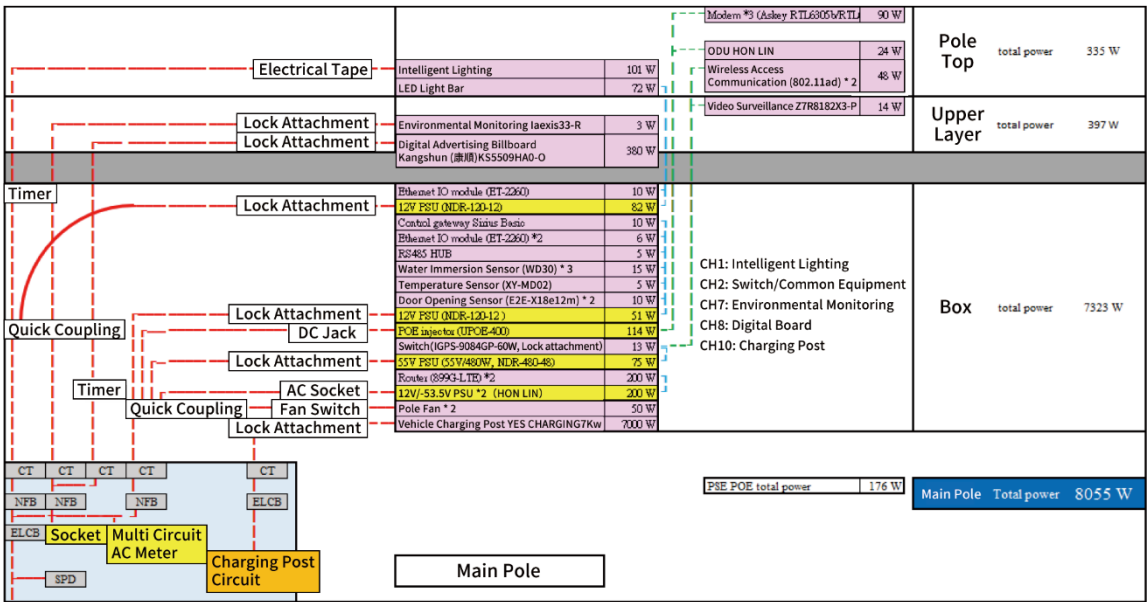 Modem *3 (Askey RTL6305b/RTL 90 W
ODU HON LIN 24 W
Pole
Top
total power 335 W
Electrical Tape
Intelligent Lighting 101 W
Wireless Access
Communication (802.11ad) * 2 48 W
LED Light Bar 72 W
Video Surveillance Z7R8182X3-P 14 W
Lock Attachment
Environmental Monitoring Iaexis33-R 3 W
Upper
Layer
total power 397 W
Lock Attachment
Digital Advertising Billboard
Kangshun (康順)KS5509HA0-O 380 W
Timer
Ethernet IO module (ET-2260) 10 W
Lock Attachment
12V PSU (NDR-120-12) 82 W
Control gateway Sirius Basic 10 W
Ethernet IO module (ET-2260) *2 6 W
RS485 HUB 5 W
Water Immersion Sensor (WD30) * 3 15 W
Temperature Sensor (XY-MD02) 5 W
Door Opening Sensor (E2E-X18e12m) * 2 10 W
Lock Attachment
12V PSU (NDR-120-12 ) 51 W
Quick Coupling
DC Jack
POE injector (UPOE-400) 114 W
Switch(IGPS-9084GP-60W, Lock attachment) 13 W
Lock Attachment
55V PSU (55V/480W, NDR-480-48) 75 W
Router (899G-LTE) *2 200 W
Timer
AC Socket
12V/-53.5V PSU *2（HON LIN） 200 W
Quick Coupling
Fan Switch
Pole Fan * 2 50 W
Lock Attachment
Vehicle Charging Post YES CHARGING7Kw 7000 W
CH1: Intelligent Lighting
CH2: Switch/Common Equipment
CH7: Environmental Monitoring
CH8: Digital Board
CH10: Charging Post
Box
total power 7323 W
CT CT CT CT CT
PSE POE total power 176 W
Main Pole Total power 8055 W
NFB NFB NFB ELCB
ELCB
Socket
Multi Circuit
AC Meter
Charging Post
Circuit
SPD
Main Pole